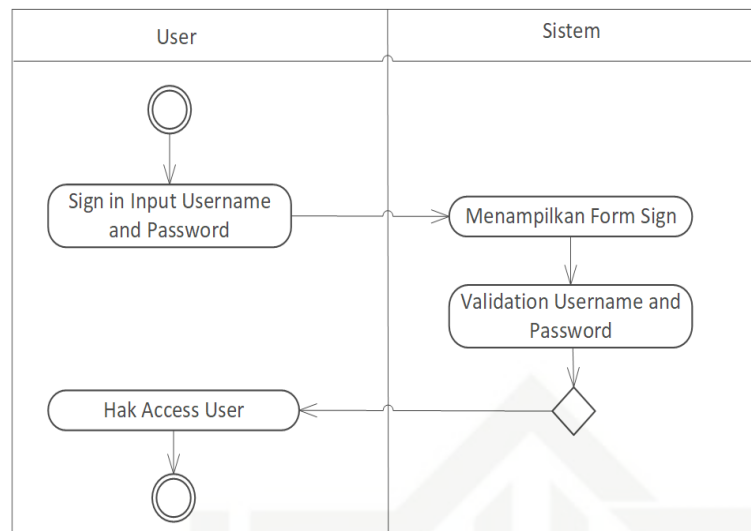 User
Sistem
Sign in Input Username
and Password
Menampilkan Form Sign
Validation Username and
Password
Hak Access User